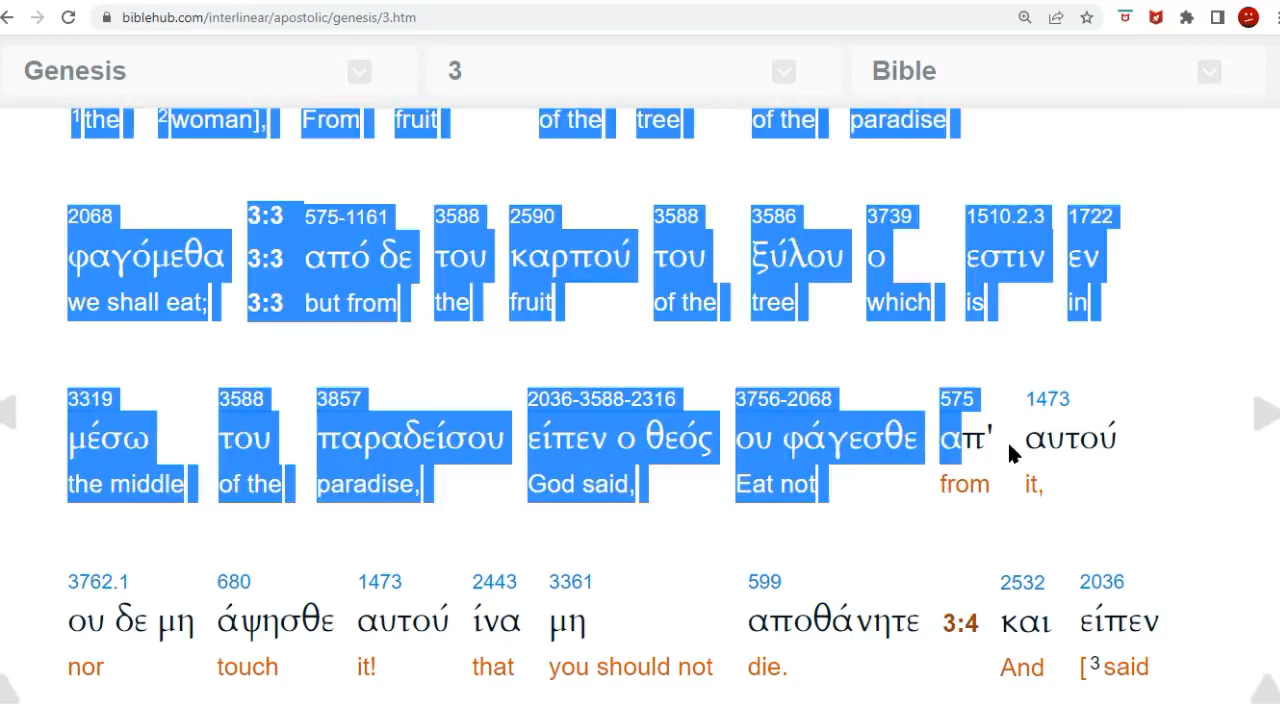 biblehub.com/interlinear/apostolic/genesis/3.htm
Genesis 3 Bible
1the 2woman], From fruit of the tree of the paradise
2068 3:3 575-1161 3588 2590 3588 3586 3739 1510.2.3 1722
φαγόμεθα 3:3 από δε του καρπού του ξύλου ο εστιν εν
we shall eat; 3:3 but from the fruit of the tree which is in
3319 3588 3857 2036-3588-2316 3756-2068 575 1473
μέσω του παραδείσου είπεν ο θεός ου φάγεσθε απ' αυτού
the middle of the paradise, God said, Eat not from it,
3762.1 680 1473 2443 3361 599 2532 2036
ου δε μη άψησθε αυτού ίνα μη αποθάνητε 3:4 και είπεν
nor touch it! that you should not die. And [3said